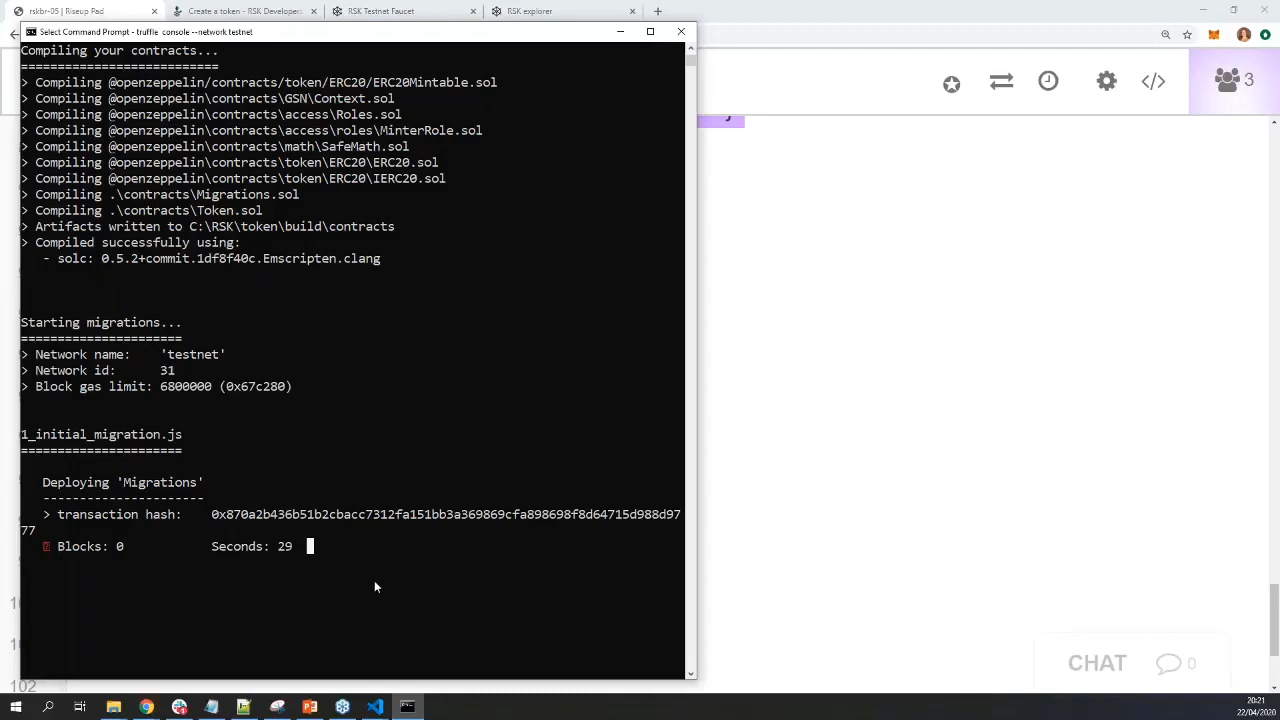 rskbr-05 | Riseup Pad
Create a token - RSK Developers
RSK Testnet Faucet
RSK explorer
Select Command Prompt - truffle console --network testnet
Compiling your contracts...
===========================
> Compiling @openzeppelin/contracts/token/ERC20/ERC20Mintable.sol
> Compiling @openzeppelin\contracts\GSN\Context.sol
> Compiling @openzeppelin\contracts\access\Roles.sol
> Compiling @openzeppelin\contracts\access\roles\MinterRole.sol
> Compiling @openzeppelin\contracts\math\SafeMath.sol
> Compiling @openzeppelin\contracts\token\ERC20\ERC20.sol
> Compiling @openzeppelin\contracts\token\ERC20\IERC20.sol
> Compiling .\contracts\Migrations.sol
> Compiling .\contracts\Token.sol
> Artifacts written to C:\RSK\token\build\contracts
> Compiled successfully using:
- solc: 0.5.2+commit.1df8f40c.Emscripten.clang
Starting migrations...
======================
> Network name: 'testnet'
> Network id: 31
> Block gas limit: 6800000 (0x67c280)
1_initial_migration.js
======================
Deploying 'Migrations'
----------------------
> transaction hash: 0x870a2b436b51b2cbacc7312fa151bb3a369869cfa898698f8d64715d988d97
77
Blocks: 0 Seconds: 29
3
CHAT 0
102
20:21
22/04/2020